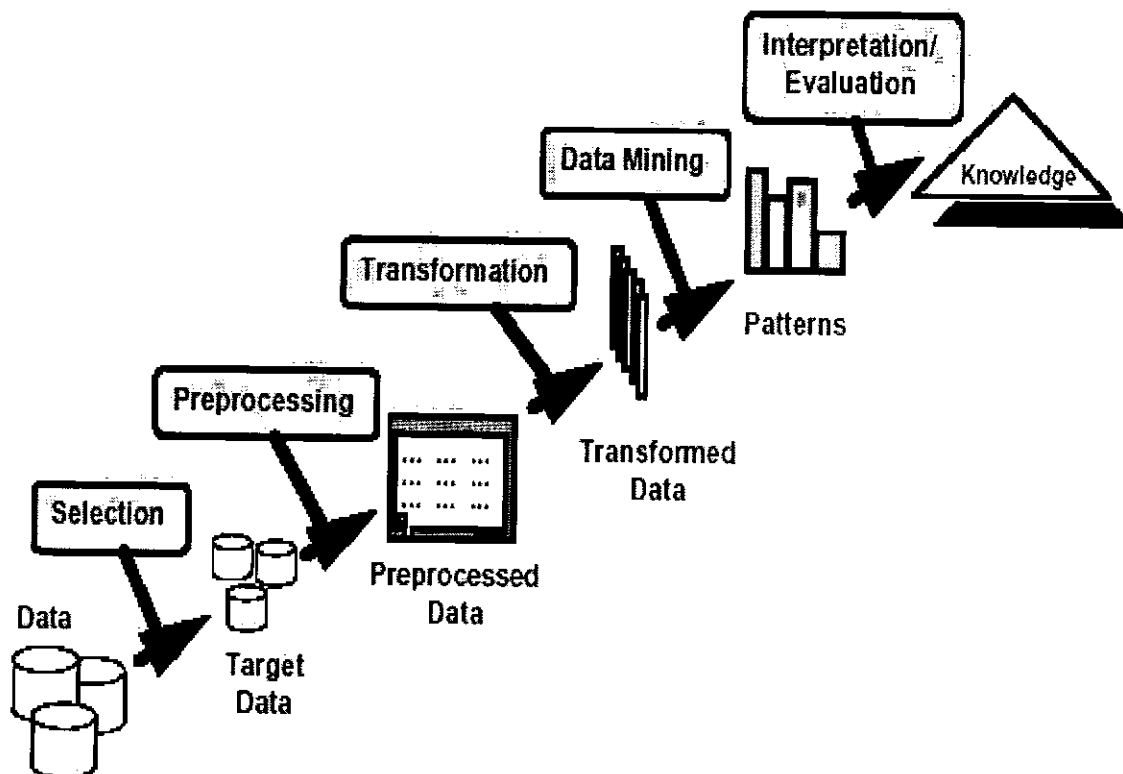 Interpretation/
Evaluation
Knowledge
Data Mining
Patterns
Transformation
Transformed
Data
Preprocessing
Preprocessed
Data
Selection
Target
Data
Data